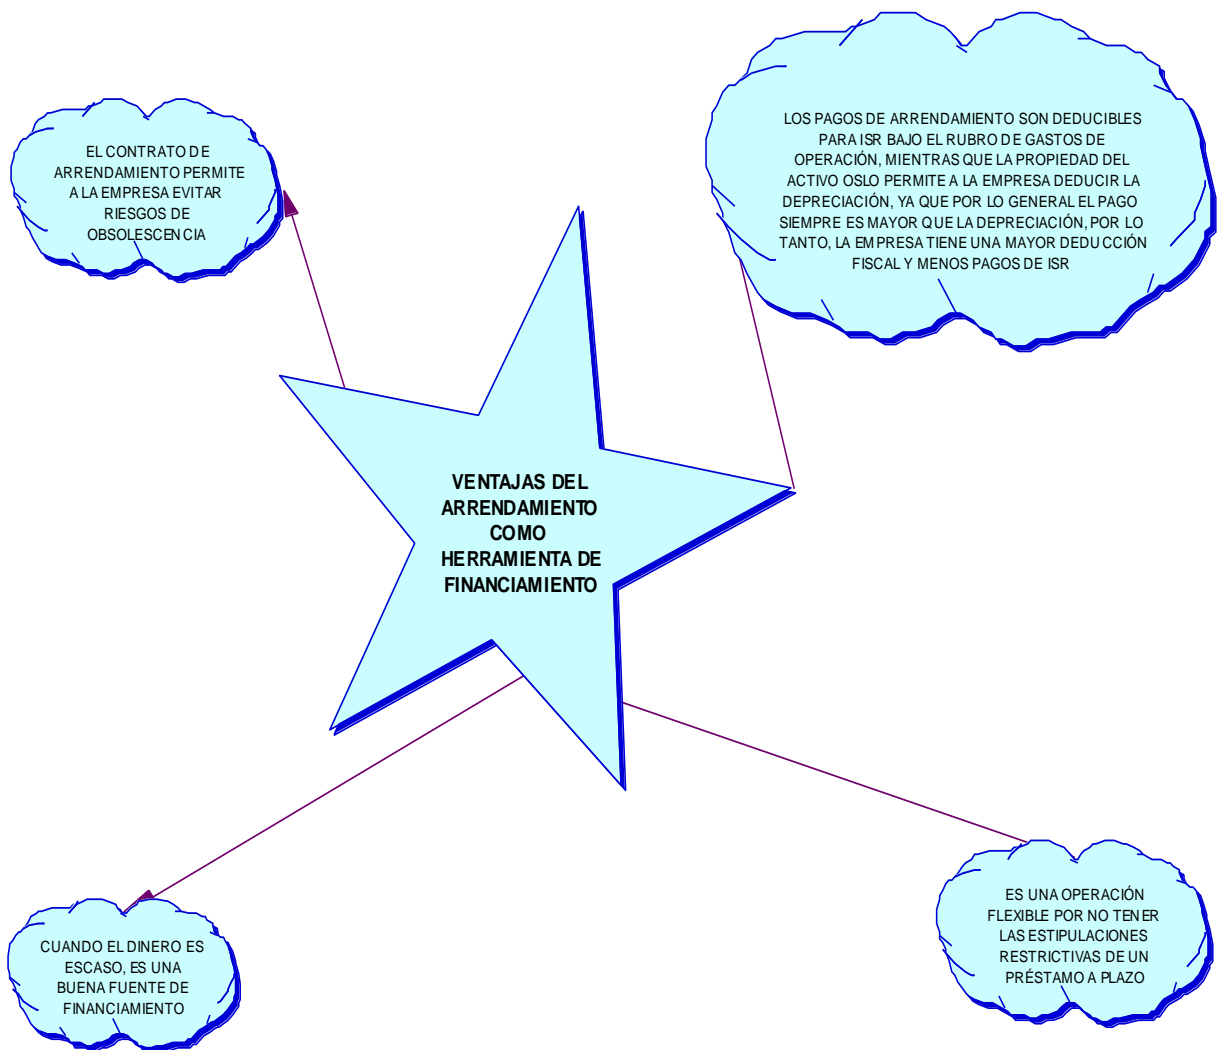 EL CONTRATO DE
ARRENDAMIENTO PERMITE
A LA EMPRESA EVITAR
RIESGOS DE
OBSOLESCENCIA
LOS PAGOS DE ARRENDAMIENTO SON DEDUCIBLES
PARA ISR BAJO EL RUBRO DE GASTOS DE
OPERACIÓN, MIENTRAS QUE LA PROPIEDAD DEL
ACTIVO OSLO PERMITE A LA EMPRESA DEDUCIR LA
DEPRECIACIÓN, YA QUE POR LO GENERAL EL PAGO
SIEMPRE ES MAYOR QUE LA DEPRECIACIÓN, POR LO
TANTO, LA EMPRESA TIENE UNA MAYOR DEDUCCIÓN
FISCAL Y MENOS PAGOS DE ISR
VENTAJAS DEL
ARRENDAMIENTO
COMO
HERRAMIENTA DE
FINANCIAMIENTO
CUANDO EL DINERO ES
ESCASO, ES UNA
BUENA FUENTE DE
FINANCIAMIENTO
ES UNA OPERACIÓN
FLEXIBLE POR NO TENER
LAS ESTIPULACIONES
RESTRICTIVAS DE UN
PRÉSTAMO A PLAZO